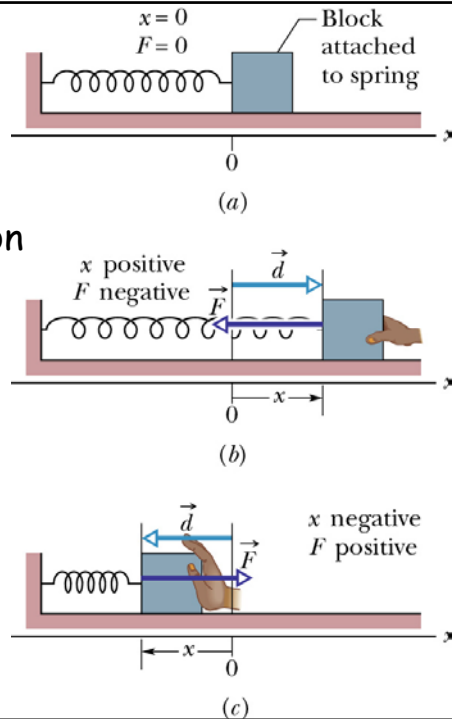 x = 0
F = 0
Block
attached
to spring
x
0
(a)
on
x positive
F negative
d
F
x
0
x
(b)
d
F
x negative
F positive
x
x
0
(c)